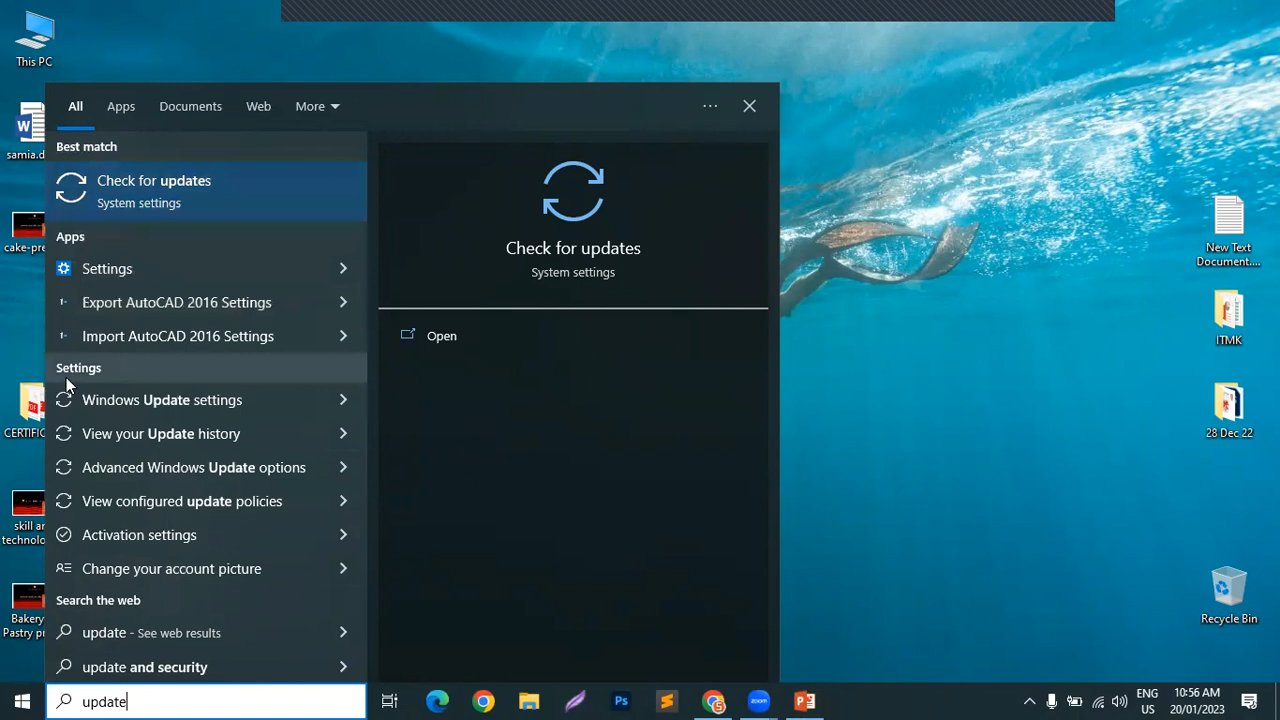 This PC
All Apps Documents Web More
Best match
W
samia.d
Check for updates
System settings
Check for updates
System settings
Apps
cake-pre
Settings
New Text
Document....
Export AutoCAD 2016 Settings
Import AutoCAD 2016 Settings
Open
ITMK
Settings
Windows Update settings
CERTIFIC
View your Update history
28 Dec 22
Advanced Windows Update options
View configured update policies
skill an
technolo
Activation settings
Change your account picture
Search the web
Bakery
Pastry pr
update - See web results
Recycle Bin
update and security
update
Ps
S
zoom
P
ENG
US
10:56 AM
20/01/2023